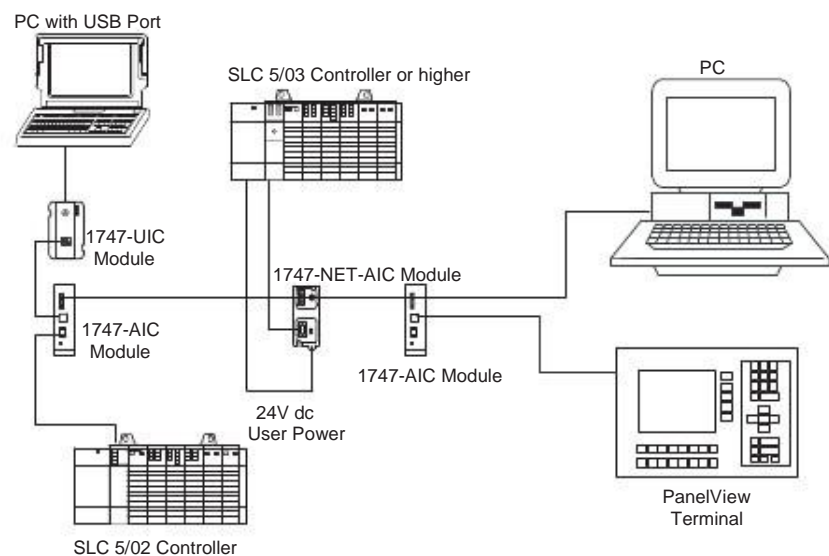 PC with USB Port
SLC 5/03 Controller or higher
PC
1747-UIC
Module
1747-NET-AIC Module
1747-AIC
Module
1747-AIC Module
24V dc
User Power
PanelView
Terminal
SLC 5/02 Controller